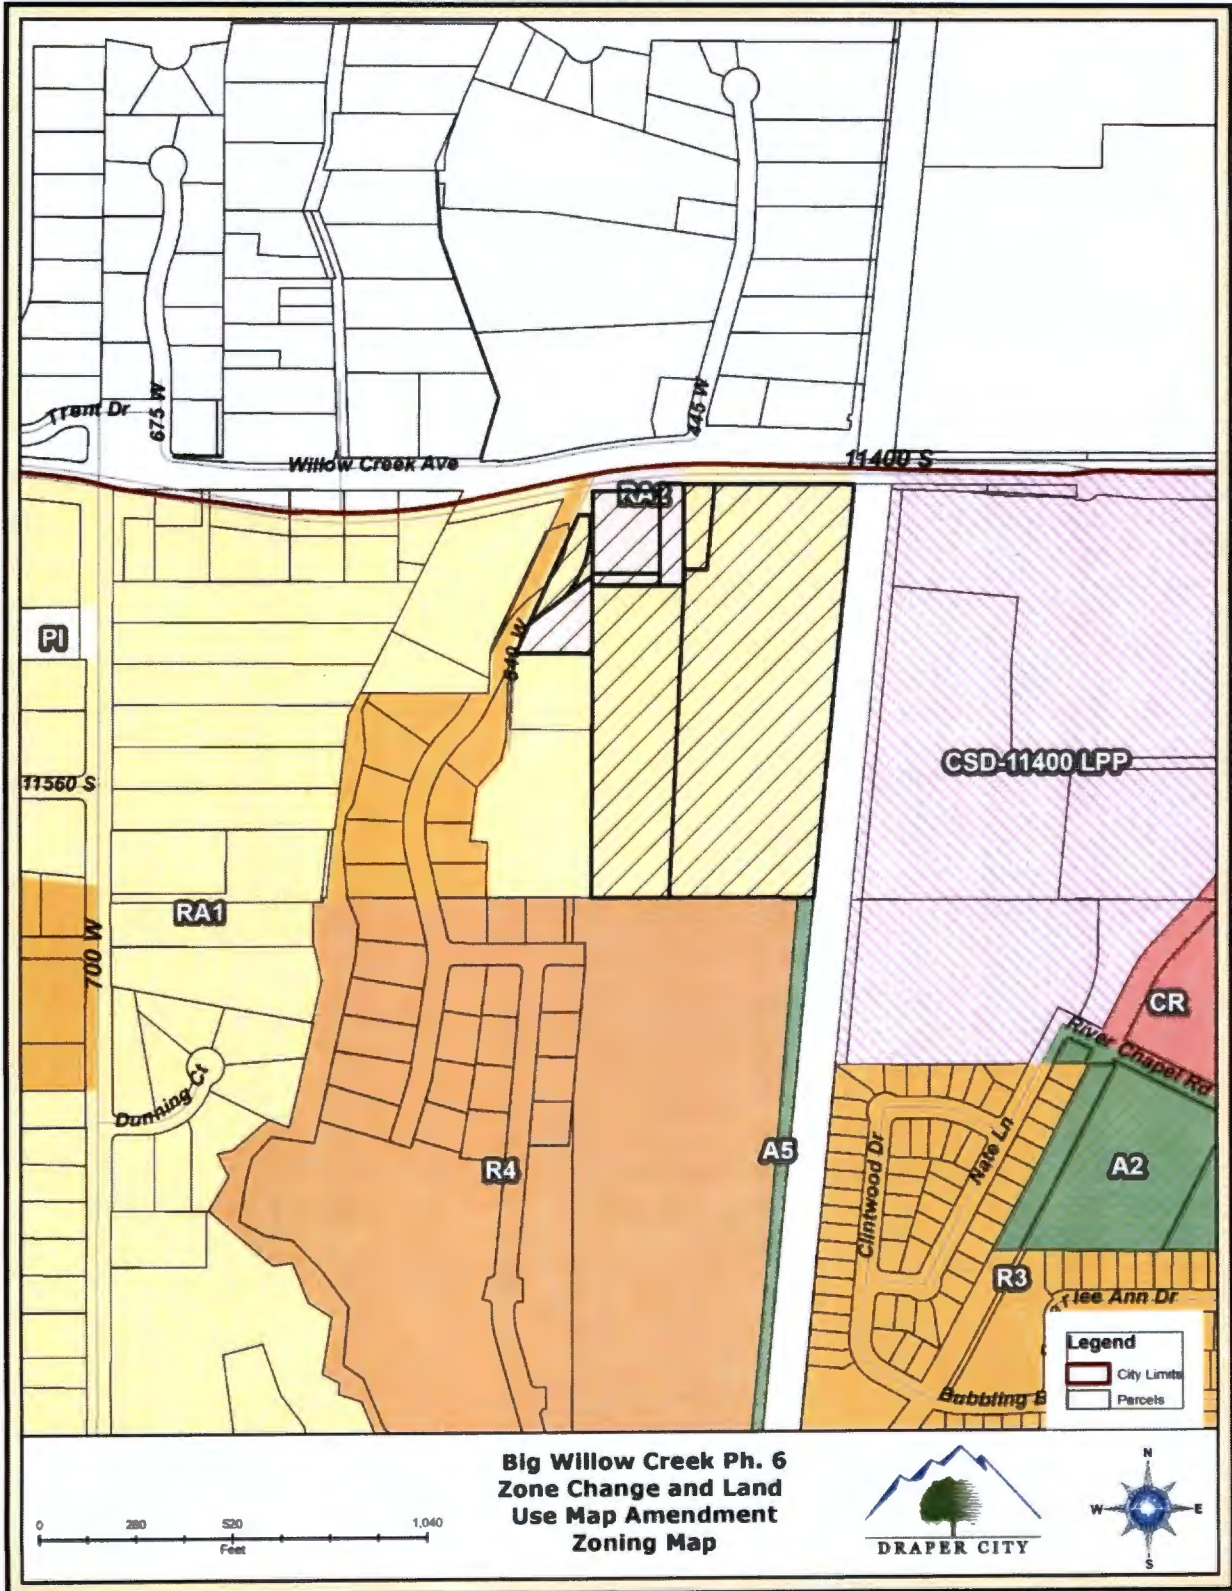 Trent Dr
675 W
445 W
Willow Creek Ave
11400 S
RA2
PI
540 W
CSD-11400 LPP
11560 S
RA1
700 W
CR
River Chapel Rd
Dunning Ct
Nate Ln
A5
A2
R4
Clintwood Dr
R3
lee Ann Dr
Legend
City Limits
Parcels
Bubbling B
Big Willow Creek Ph. 6
Zone Change and Land
Use Map Amendment
Zoning Map
0 260 520 1,040
Feet
DRAPER CITY
N
W E
S